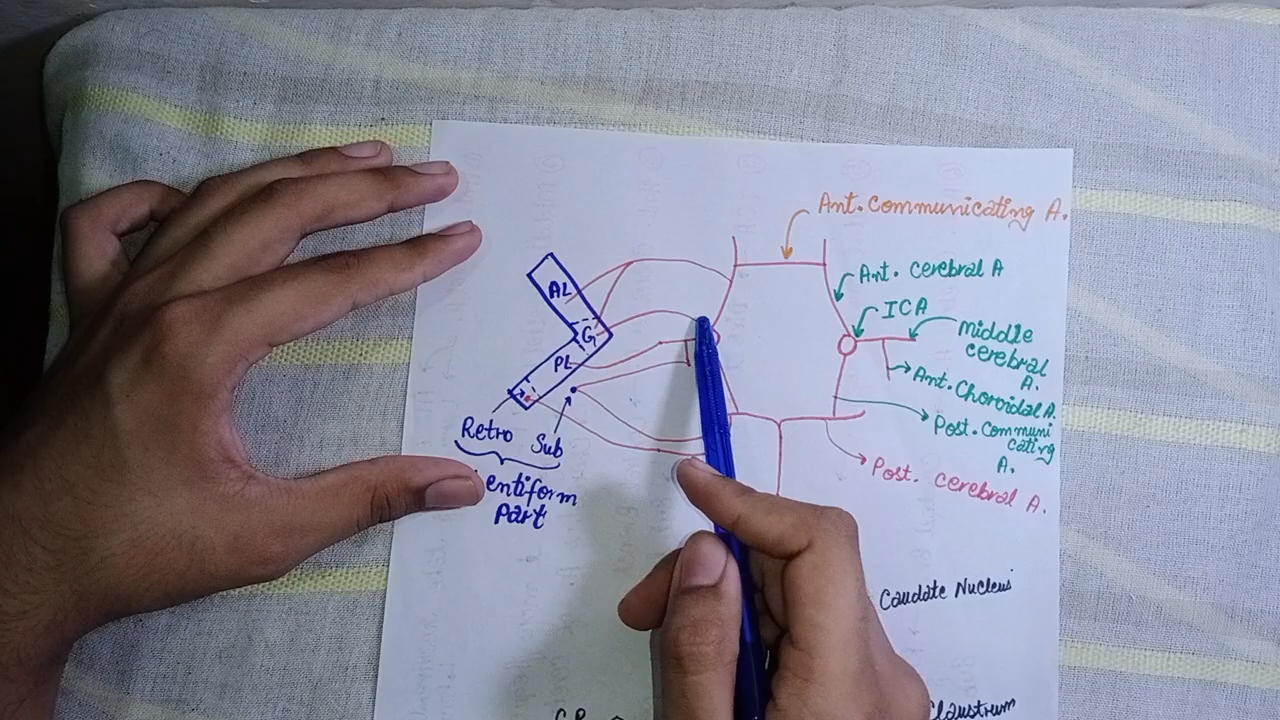 Ant. Communicating A.
Ant. Cerebral A
ICA
Middle
cerebral
A.
Ant. Choroidal A.
Post. Communi
cating
A.
Post. Cerebral A.
AL
G
PL
Retro
Sub
entiform
Part
Caudate Nucleus
Claustrum